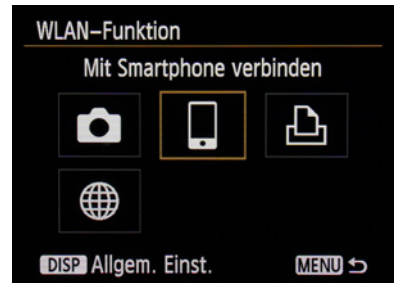 WLAN-Funktion
Mit Smartphone verbinden
DISP Allgem. Einst. MENU